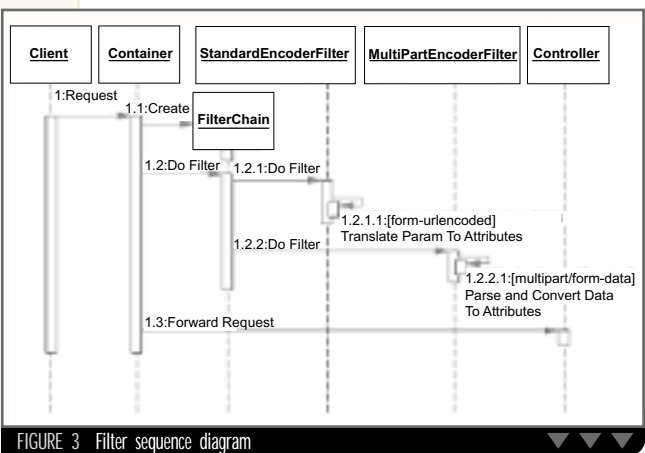 Client
Container
StandardEncoderFilter
MultiPartEncoderFilter
Controller
1:Request
1.1:Create
FilterChain
1.2:Do Filter
1.2.1:Do Filter
1.2.1.1:[form-urlencoded]
Translate Param To Attributes
1.2.2:Do Filter
1.2.2.1:[multipart/form-data]
Parse and Convert Data
To Attributes
1.3:Forward Request
FIGURE 3 Filter sequence diagram